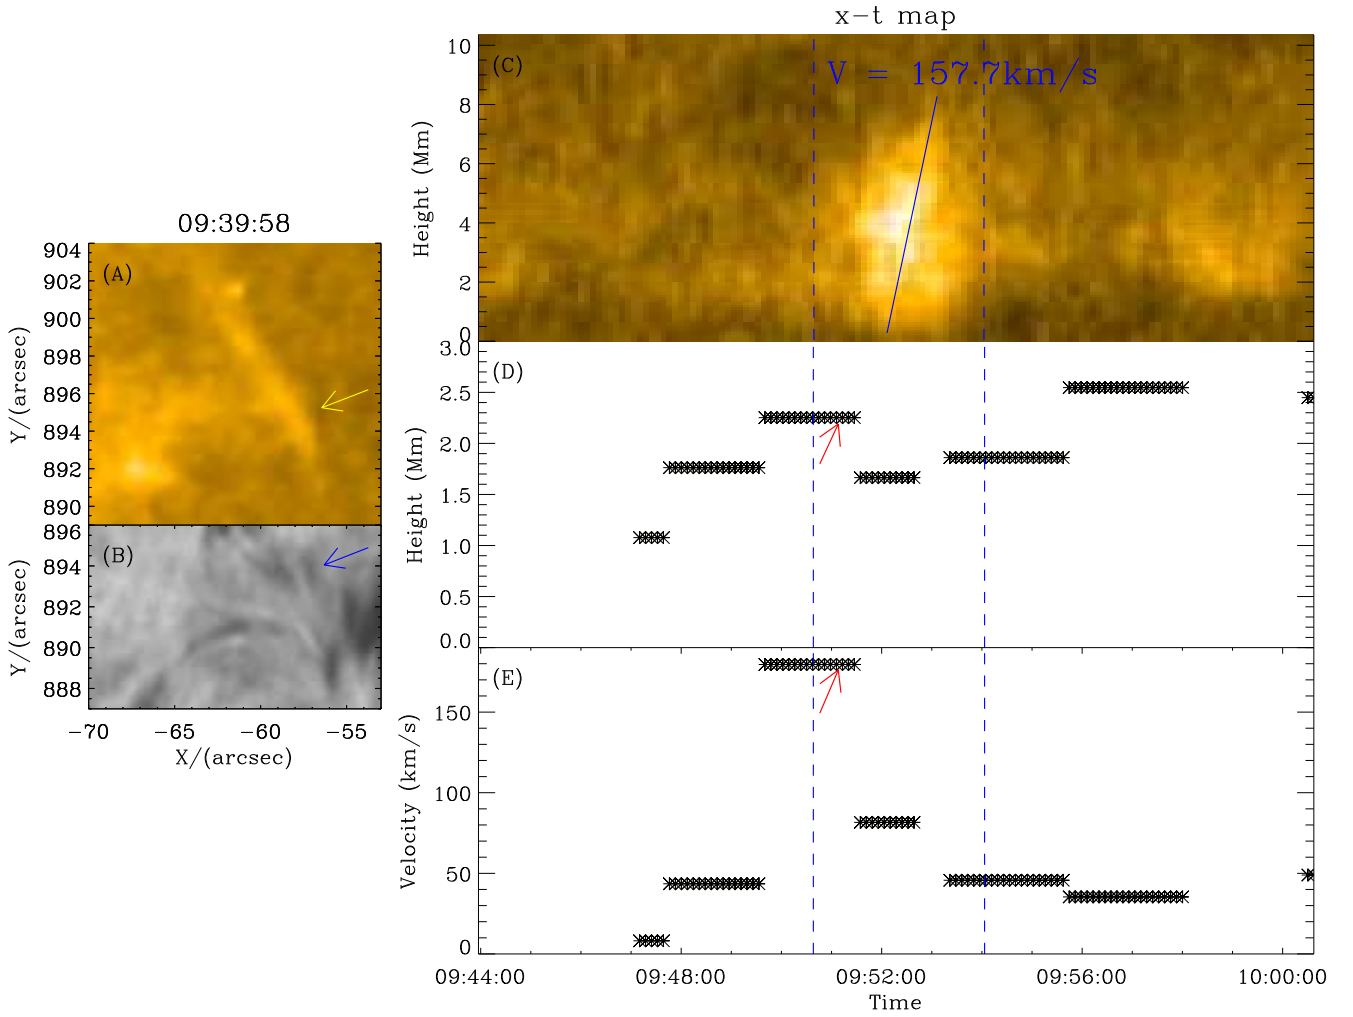 x-t map
(C)
V = 157.7km/s
10
8
6
4
2
0
Height (Mm)
09:39:58
(A)
904
902
900
898
896
894
892
890
Y/(arcsec)
(B)
896
894
892
890
888
Y/(arcsec)
-70 -65 -60 -55
X/(arcsec)
(D)
3.0
2.5
2.0
1.5
1.0
0.5
0.0
Height (Mm)
(E)
150
100
50
0
Velocity (km/s)
09:44:00 09:48:00 09:52:00 09:56:00 10:00:00
Time